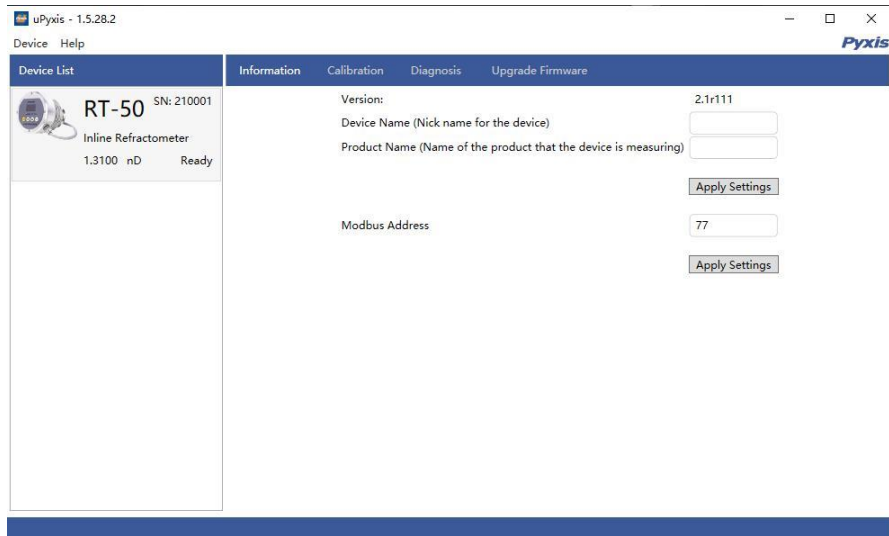 uPyxis - 1.5.28.2
Device Help
Pyxis
Device List
Information Calibration Diagnosis Upgrade Firmware
RT-50 SN: 210001
Inline Refractometer
1.3100 nD Ready
Version: 2.1r111
Device Name (Nick name for the device)
Product Name (Name of the product that the device is measuring)
Apply Settings
Modbus Address 77
Apply Settings